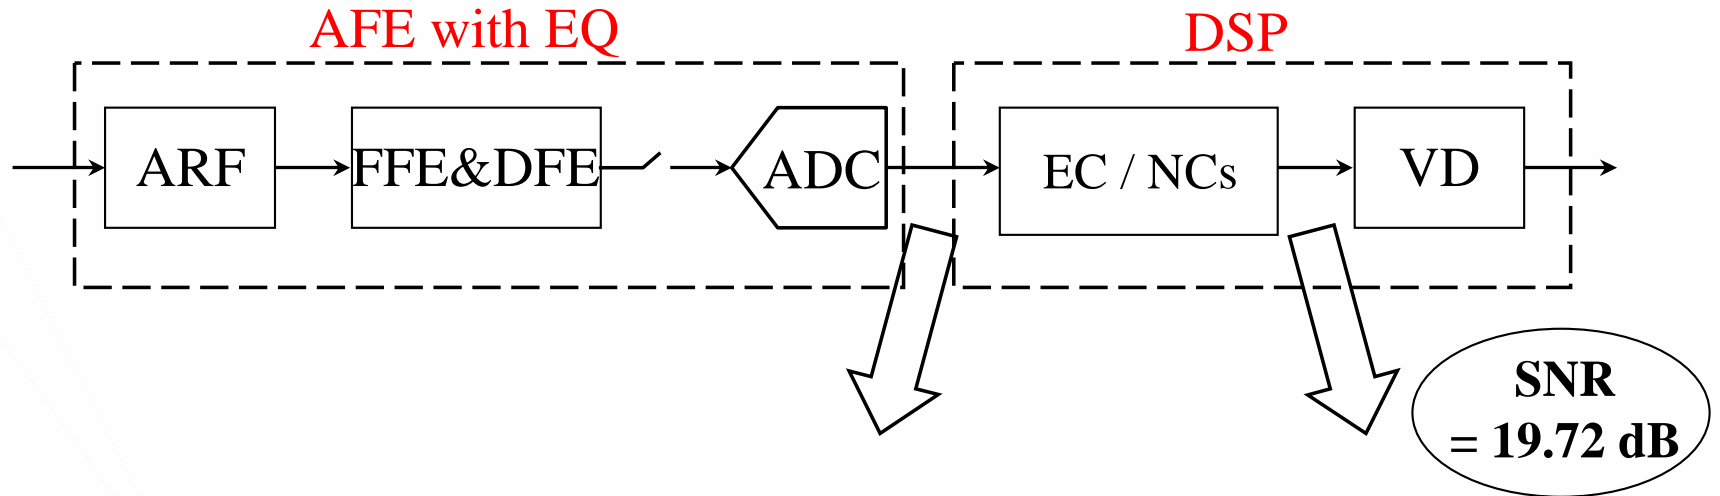 AFE with EQ
DSP
ARF
FFE&DFE
ADC
EC / NCs
VD
SNR
= 19.72 dB